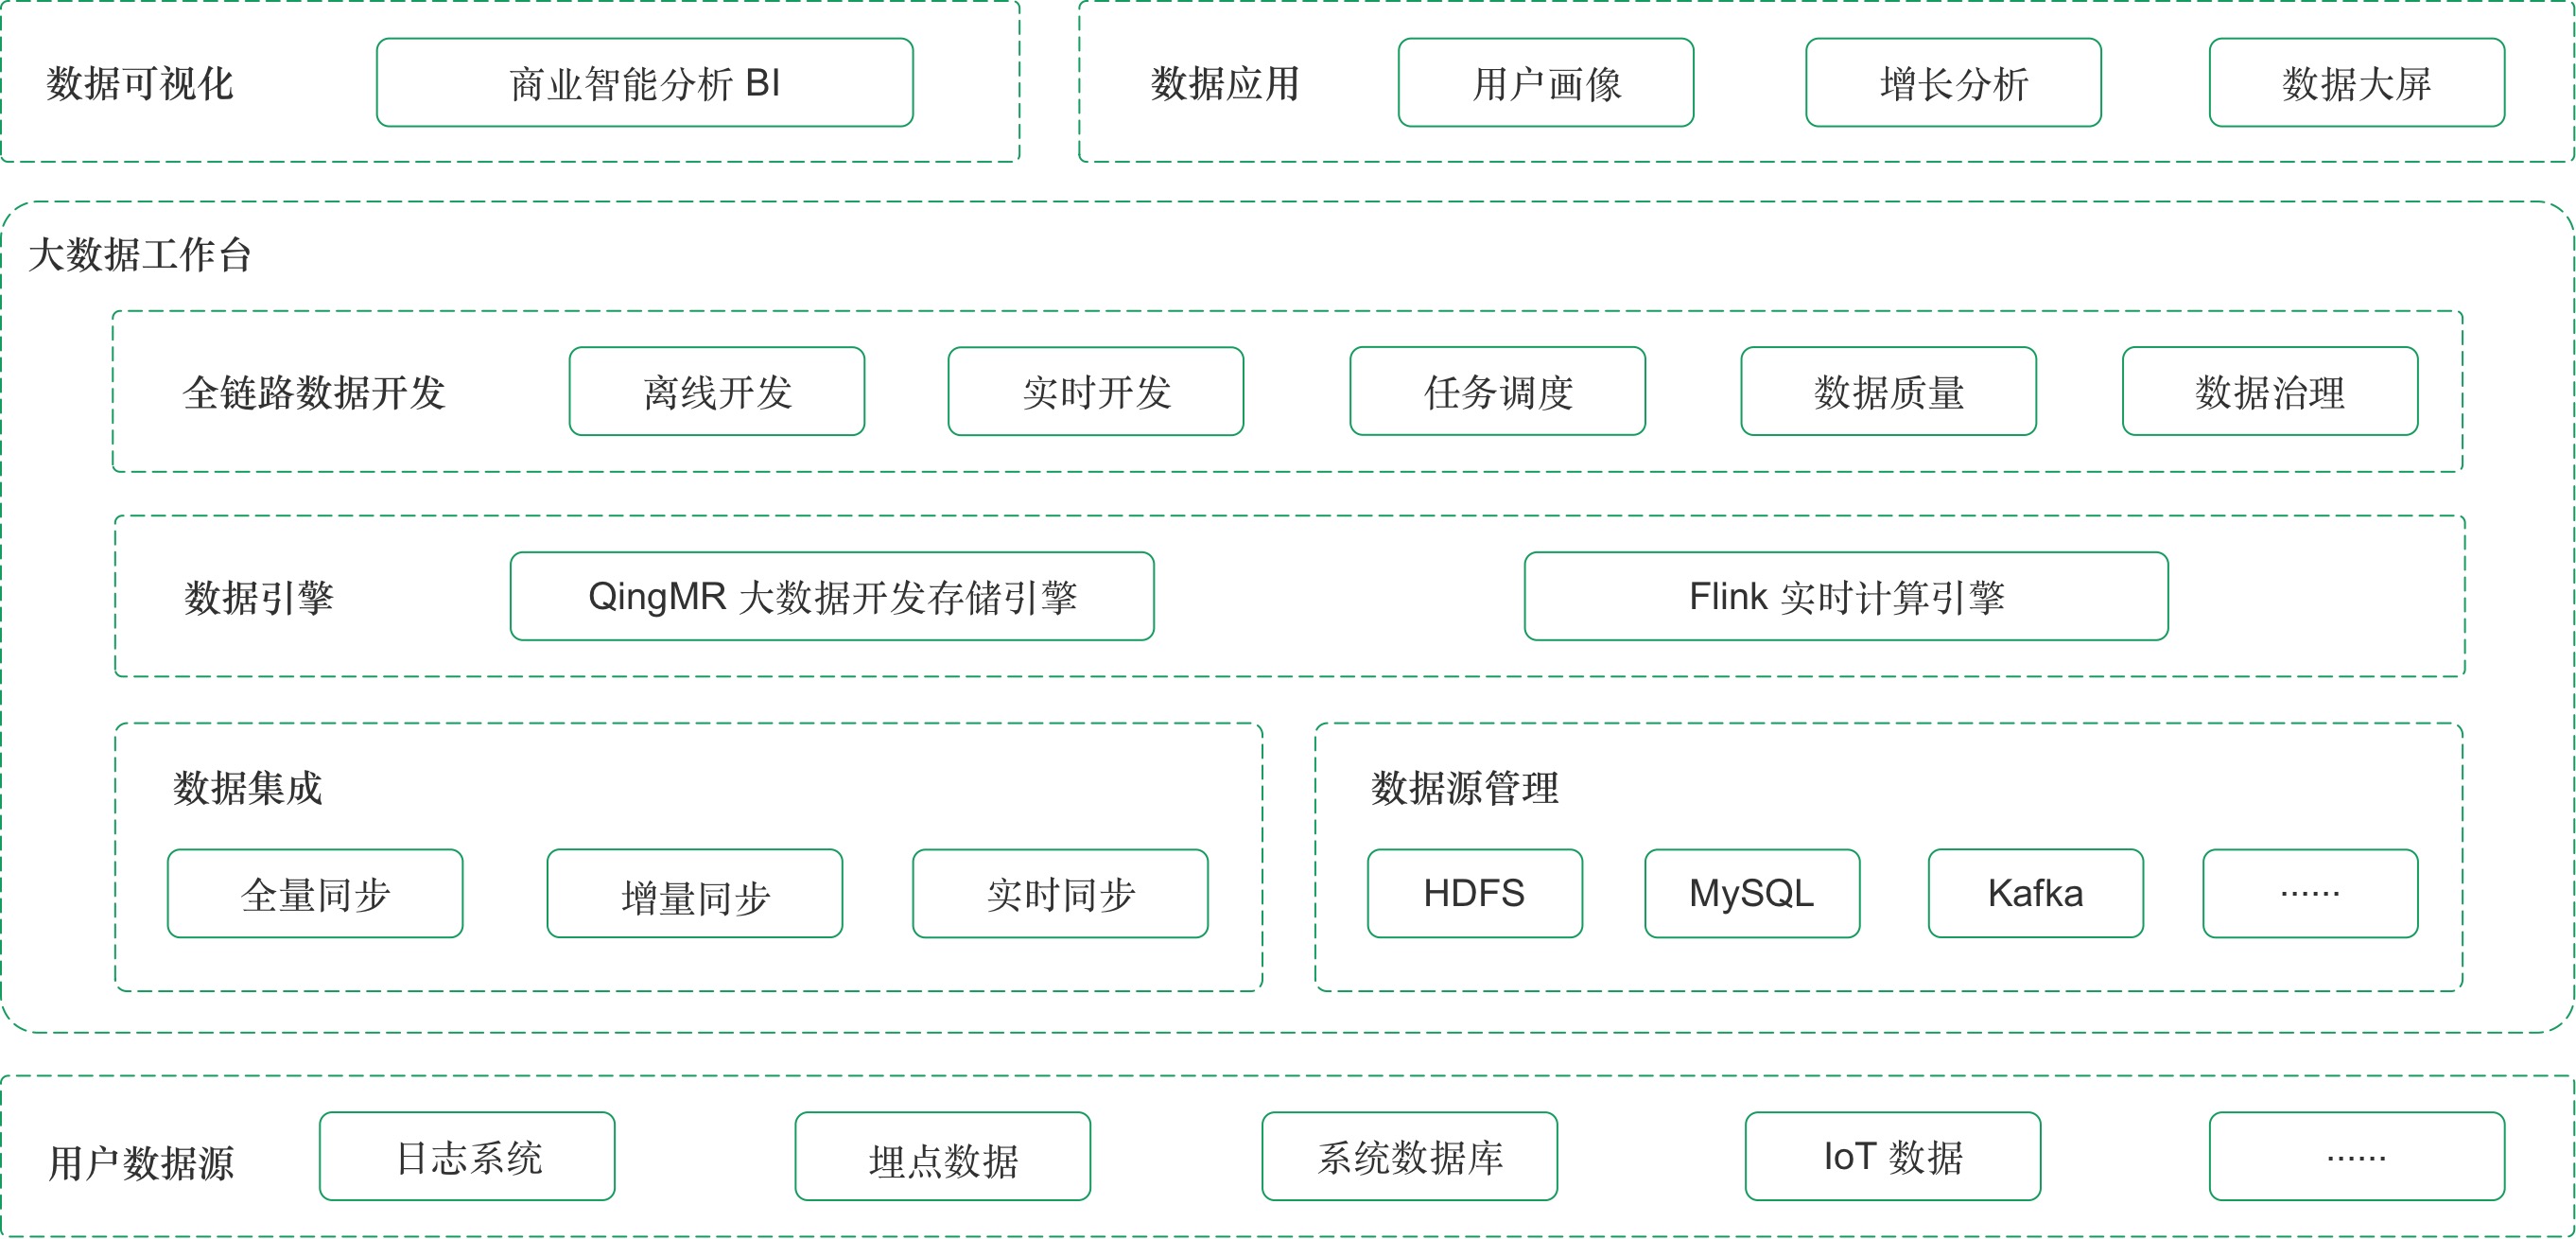 数据可视化
商业智能分析 BI
数据应用
用户画像
增长分析
数据大屏
大数据工作台
全链路数据开发
离线开发
实时开发
任务调度
数据质量
数据治理
数据引擎
QingMR 大数据开发存储引擎
Flink 实时计算引擎
数据集成
全量同步
增量同步
实时同步
数据源管理
HDFS
MySQL
Kafka
······
用户数据源
日志系统
埋点数据
系统数据库
IoT 数据
······